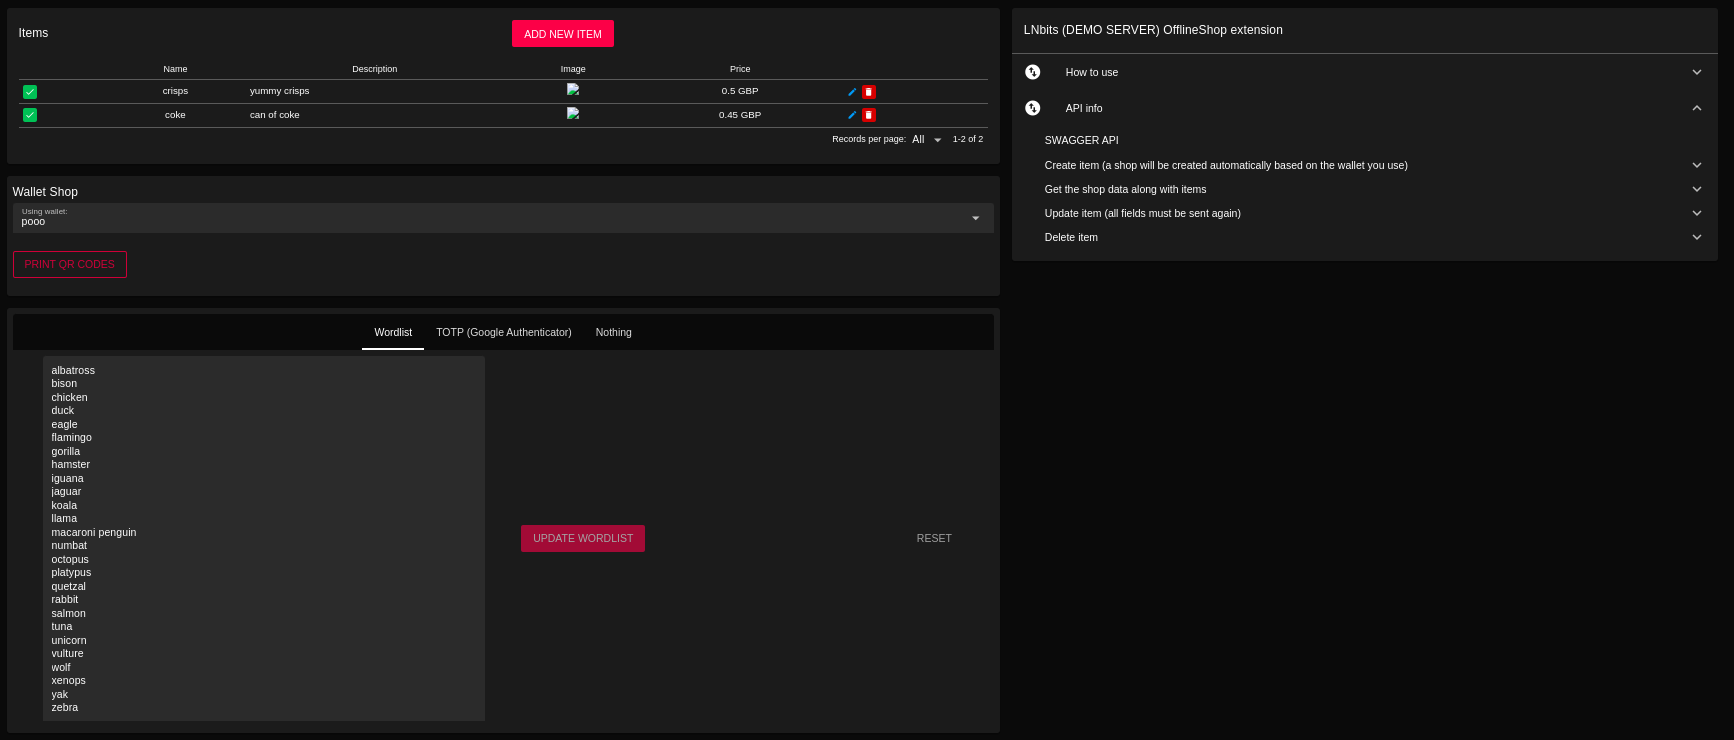 Items
ADD NEW ITEM
Name Description Image Price
crisps yummy crisps 0.5 GBP
coke can of coke 0.45 GBP
Records per page: All 1-2 of 2
Wallet Shop
Using wallet:
pooo
PRINT QR CODES
Wordlist TOTP (Google Authenticator) Nothing
albatross
bison
chicken
duck
eagle
flamingo
gorilla
hamster
iguana
jaguar
koala
llama
macaroni penguin
numbat
octopus
platypus
quetzal
rabbit
salmon
tuna
unicorn
vulture
wolf
xenops
yak
zebra
UPDATE WORDLIST
RESET
LNbits (DEMO SERVER) OfflineShop extension
How to use
API info
SWAGGER API
Create item (a shop will be created automatically based on the wallet you use)
Get the shop data along with items
Update item (all fields must be sent again)
Delete item